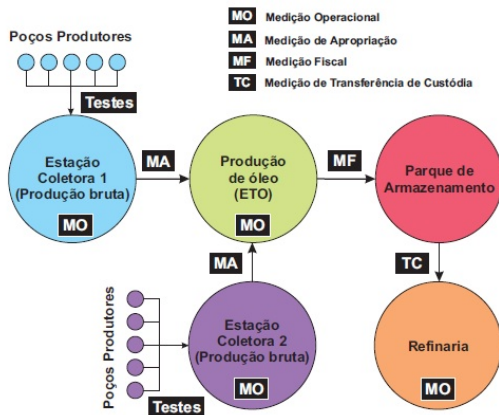 MO Medição Operacional
MA Medição de Apropriação
MF Medição Fiscal
TC Medição de Transferência de Custódia
Poços Produtores
Testes
Estação
Coletora 1
(Produção bruta)
MO
MA
Produção
de óleo
(ETO)
MO
MF
Parque de
Armazenamento
MA
TC
Poços Produtores
Testes
Estação
Coletora 2
(Produção bruta)
MO
Refinaria
MO